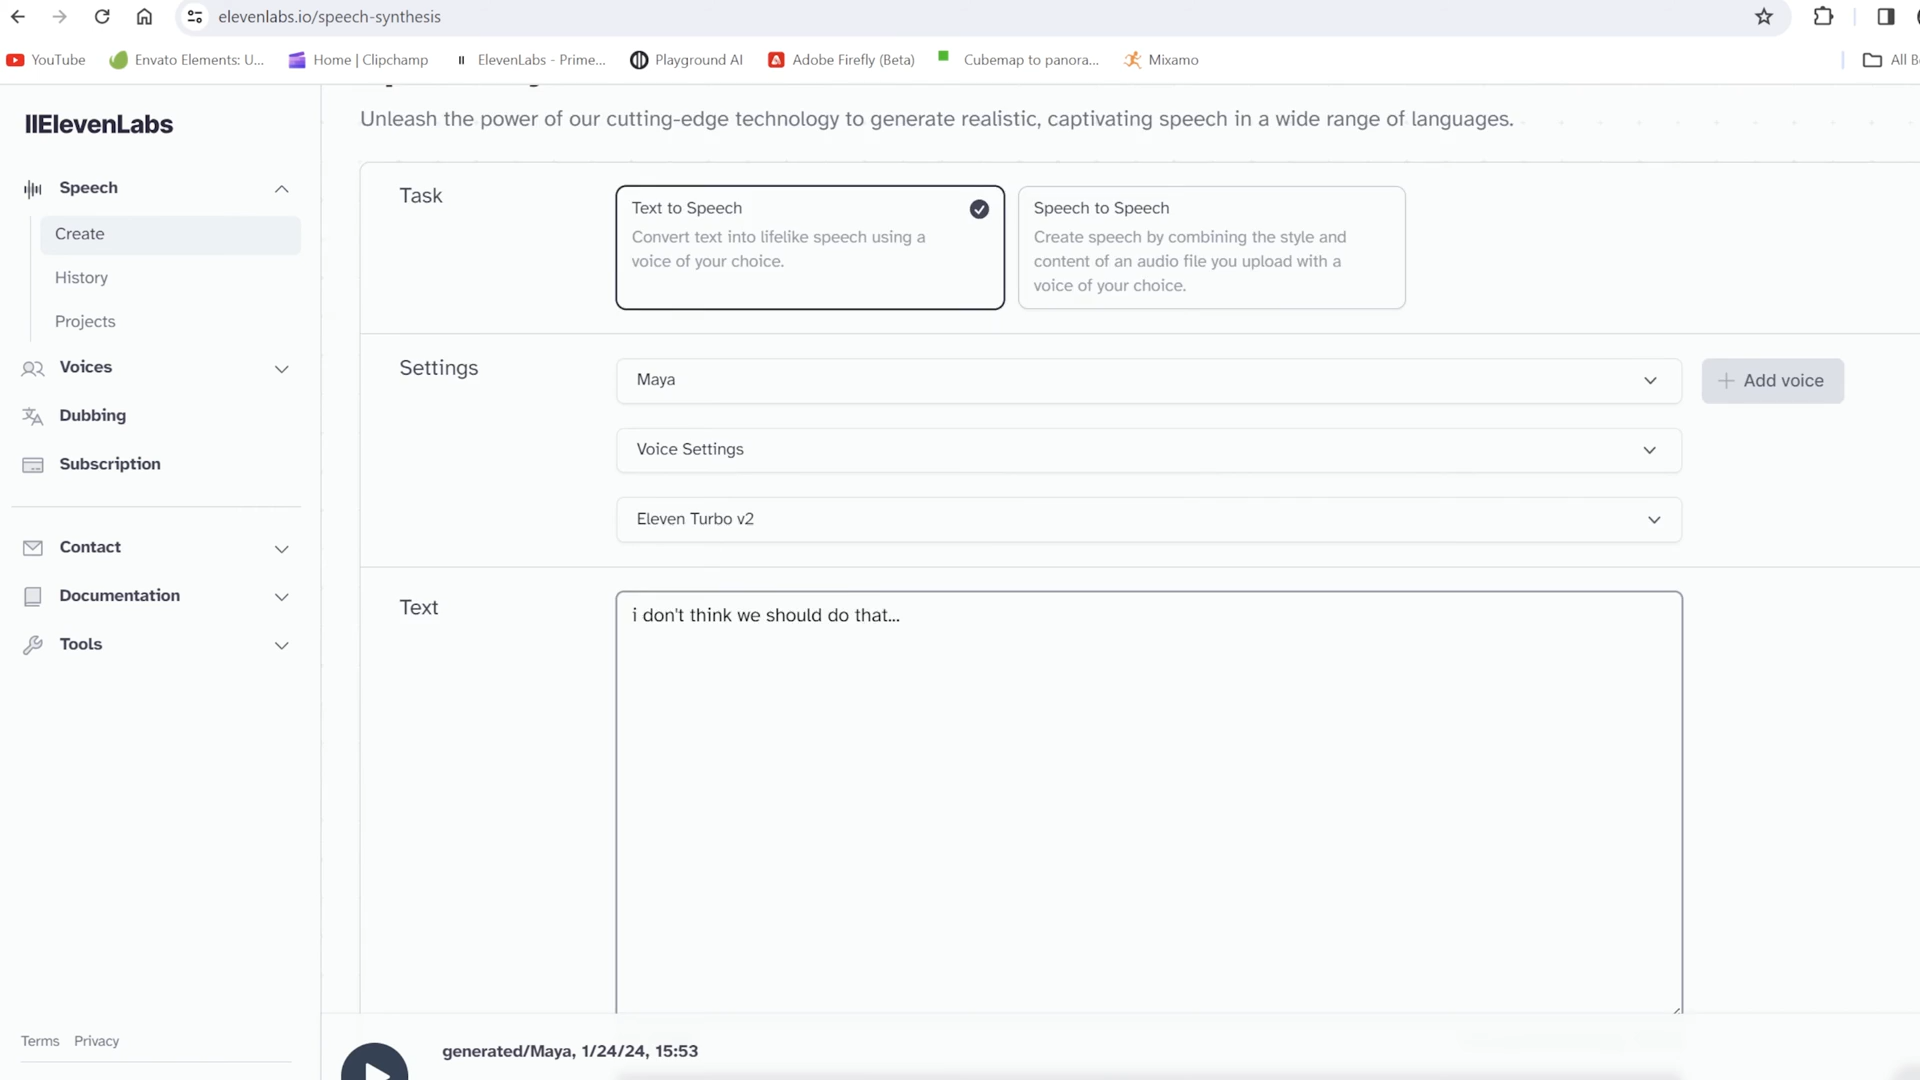 elevenlabs.io/speech-synthesis
YouTube
Envato Elements: U...
Home | Clipchamp
ElevenLabs - Prime...
Playground AI
Adobe Firefly (Beta)
Cubemap to panora...
Mixamo
All B
IIElevenLabs
Speech
Create
History
Projects
Voices
Dubbing
Subscription
Contact
Documentation
Tools
Terms Privacy
Unleash the power of our cutting-edge technology to generate realistic, captivating speech in a wide range of languages.
Task
Text to Speech
Convert text into lifelike speech using a
voice of your choice.
Speech to Speech
Create speech by combining the style and
content of an audio file you upload with a
voice of your choice.
Settings
Maya
Add voice
Voice Settings
Eleven Turbo v2
Text
i don't think we should do that...
generated/Maya, 1/24/24, 15:53